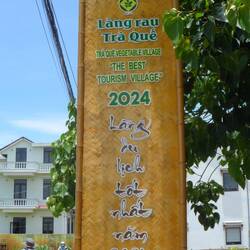 Làng rau
Trà Quế
TRA QUE VEGETABLE VILLAGE
"THE BEST
TOURISM VILLAGE"
2024
Làng
du
lịch
tốt
nhất
năm